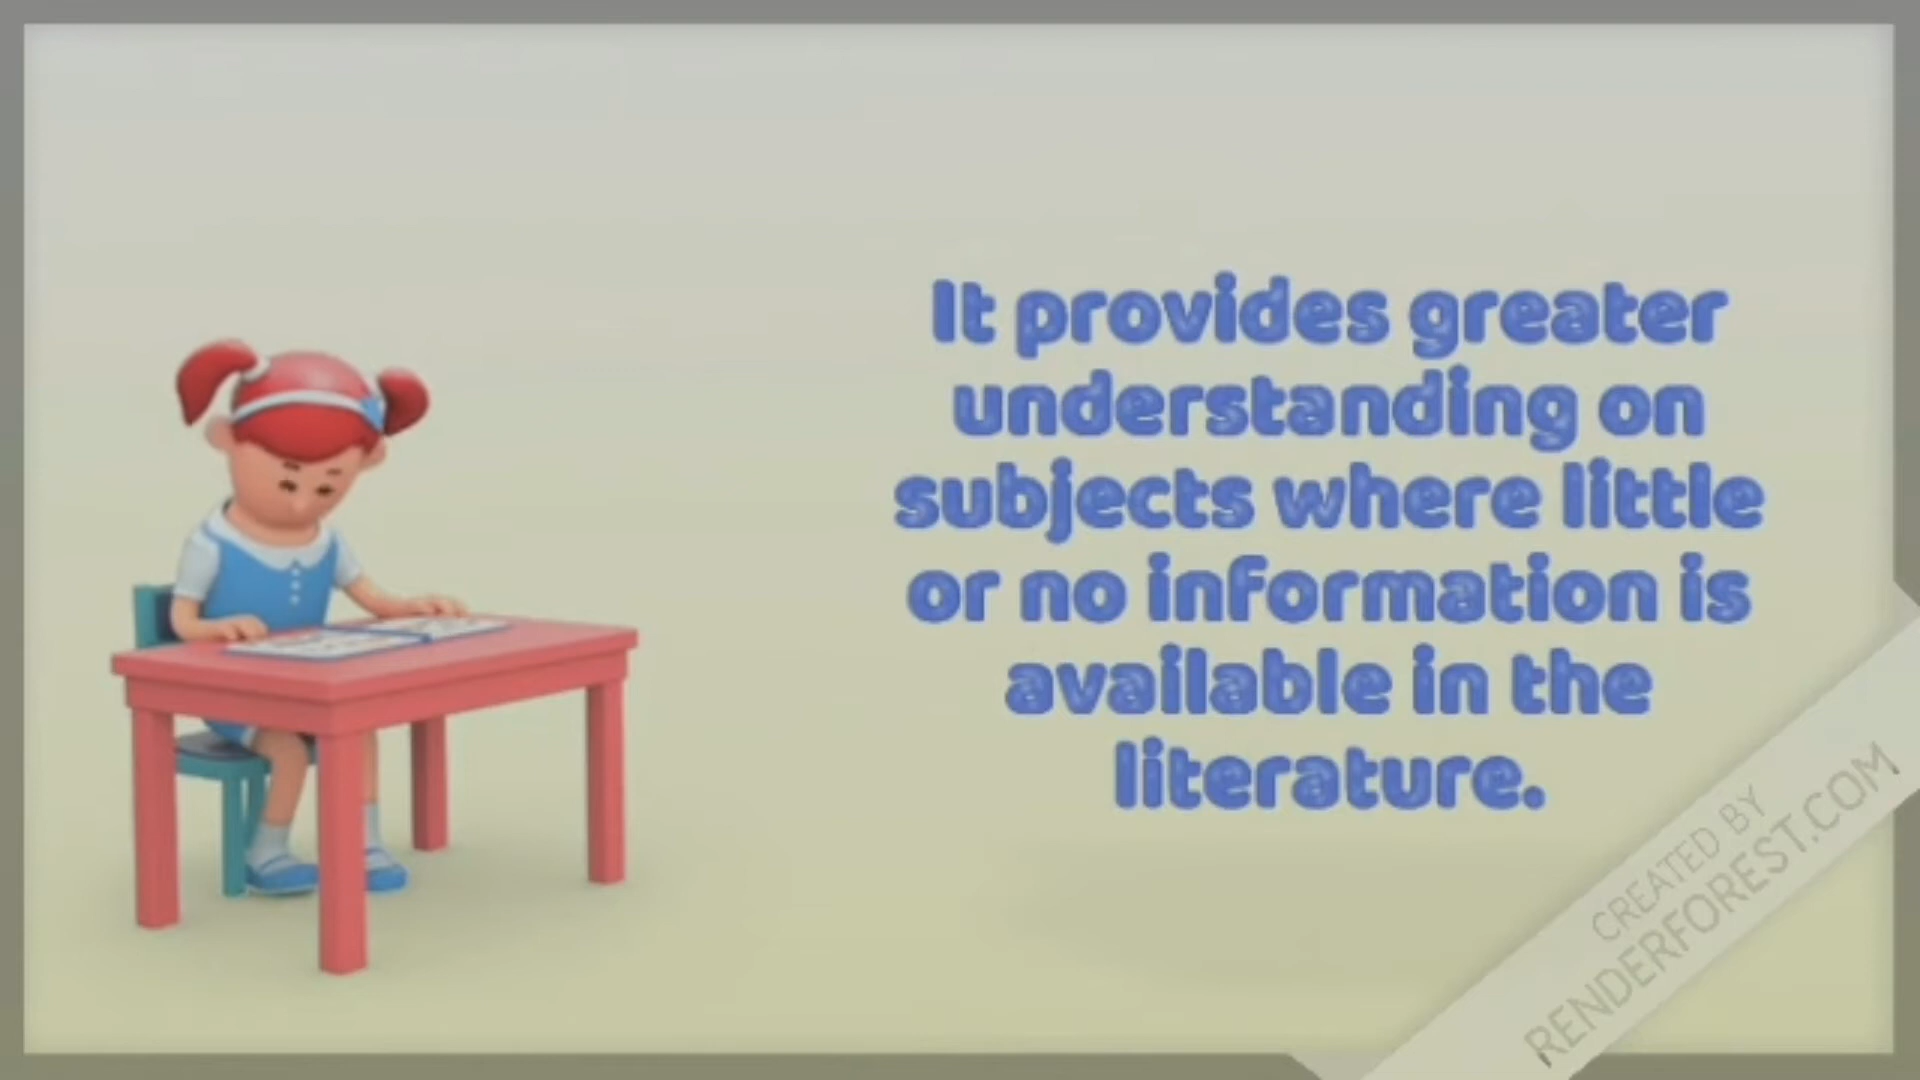 It provides greater
understanding on
subjects where little
or no information is
available in the
literature.
CREATED BY
RENDERFOREST.COM